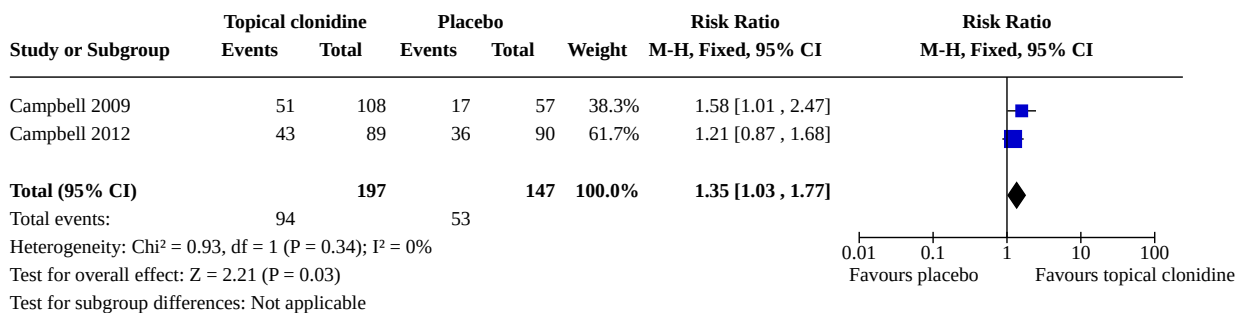 Topical clonidine Placebo Risk Ratio Risk Ratio
Study or Subgroup Events Total Events Total Weight M-H, Fixed, 95% CI M-H, Fixed, 95% CI
Campbell 2009 51 108 17 57 38.3% 1.58 [1.01 , 2.47]
Campbell 2012 43 89 36 90 61.7% 1.21 [0.87 , 1.68]
Total (95% CI) 197 147 100.0% 1.35 [1.03 , 1.77]
Total events: 94 53
Heterogeneity: Chi² = 0.93, df = 1 (P = 0.34); I² = 0%
Test for overall effect: Z = 2.21 (P = 0.03)
Test for subgroup differences: Not applicable
0.01 0.1 1 10 100
Favours placebo Favours topical clonidine